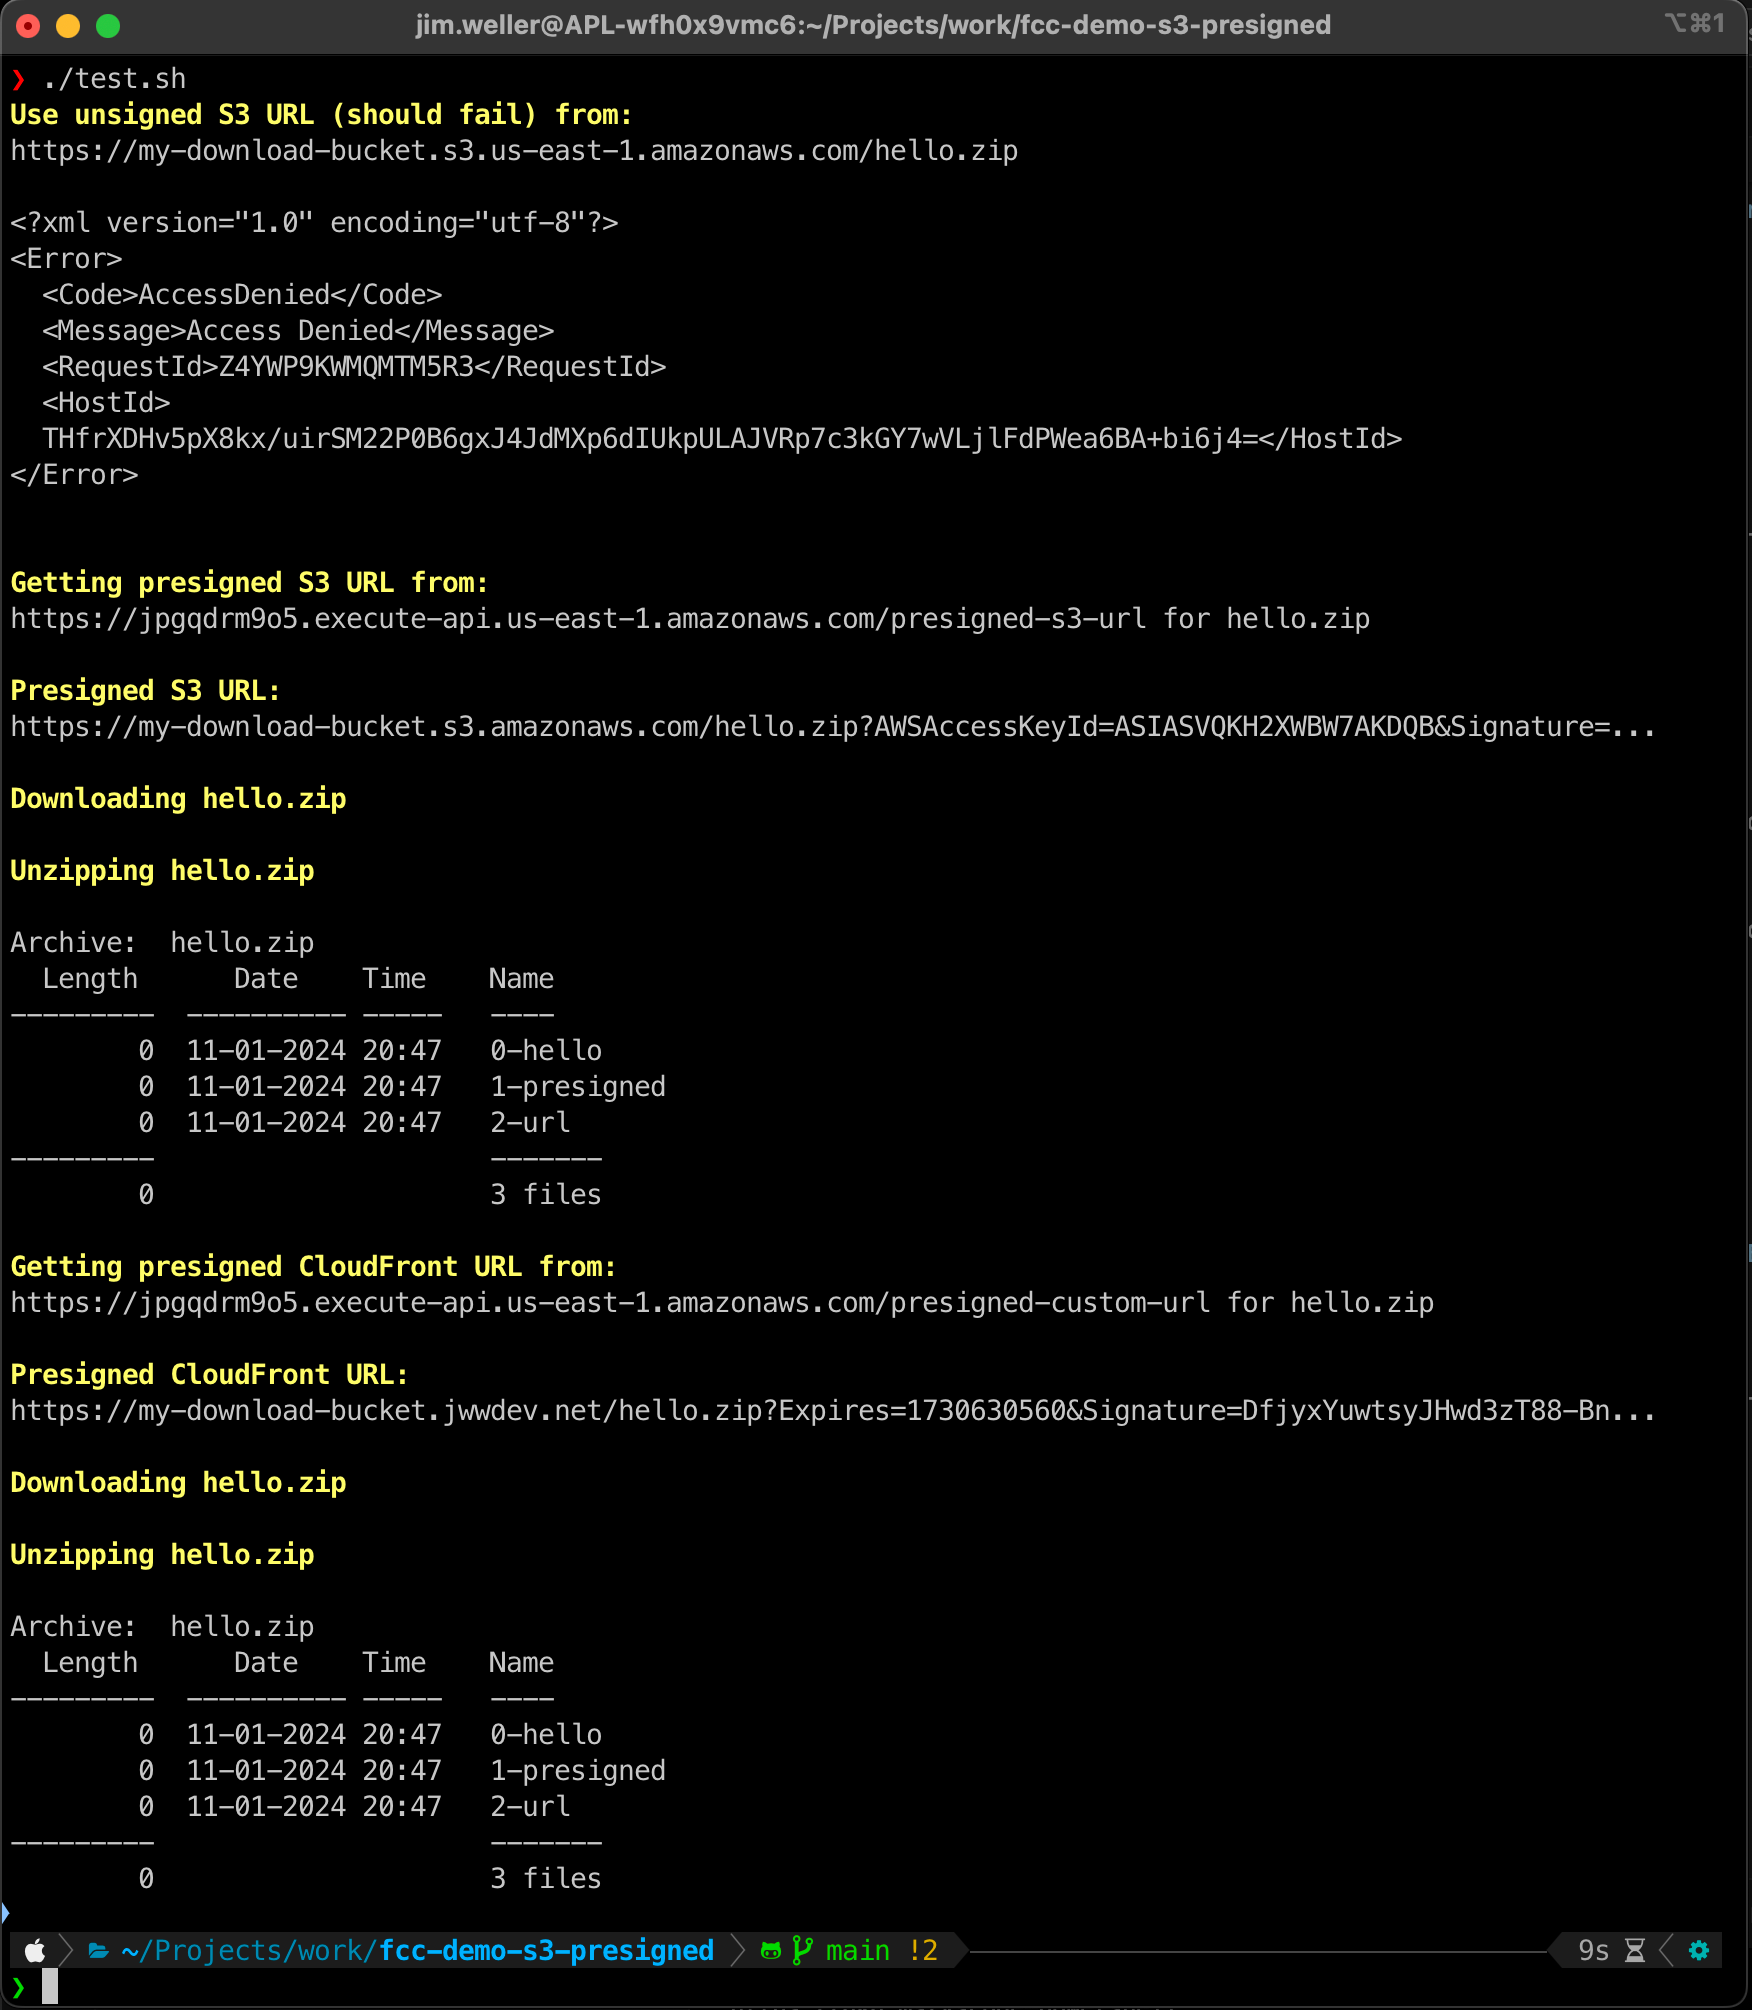 jim.weller@APL-wfh0x9vmc6:~/Projects/work/fcc-demo-s3-presigned ⌥⌘1
❯ ./test.sh
Use unsigned S3 URL (should fail) from:
https://my-download-bucket.s3.us-east-1.amazonaws.com/hello.zip
<?xml version="1.0" encoding="utf-8"?>
<Error>
  <Code>AccessDenied</Code>
  <Message>Access Denied</Message>
  <RequestId>Z4YWP9KWMQMTM5R3</RequestId>
  <HostId>
  THfrXDHv5pX8kx/uirSM22P0B6gxJ4JdMXp6dIUkpULAJVRp7c3kGY7wVLjlFdPWea6BA+bi6j4=</HostId>
</Error>
Getting presigned S3 URL from:
https://jpgqdrm9o5.execute-api.us-east-1.amazonaws.com/presigned-s3-url for hello.zip
Presigned S3 URL:
https://my-download-bucket.s3.amazonaws.com/hello.zip?AWSAccessKeyId=ASIASVQKH2XWBW7AKDQB&Signature=...
Downloading hello.zip
Unzipping hello.zip
Archive:  hello.zip
  Length      Date    Time    Name
---------  ---------- -----   ----
        0  11-01-2024 20:47   0-hello
        0  11-01-2024 20:47   1-presigned
        0  11-01-2024 20:47   2-url
---------                     -------
        0                     3 files
Getting presigned CloudFront URL from:
https://jpgqdrm9o5.execute-api.us-east-1.amazonaws.com/presigned-custom-url for hello.zip
Presigned CloudFront URL:
https://my-download-bucket.jwwdev.net/hello.zip?Expires=1730630560&Signature=DfjyxYuwtsyJHwd3zT88-Bn...
Downloading hello.zip
Unzipping hello.zip
Archive:  hello.zip
  Length      Date    Time    Name
---------  ---------- -----   ----
        0  11-01-2024 20:47   0-hello
        0  11-01-2024 20:47   1-presigned
        0  11-01-2024 20:47   2-url
---------                     -------
        0                     3 files
~/Projects/work/fcc-demo-s3-presigned main !2 9s
❯